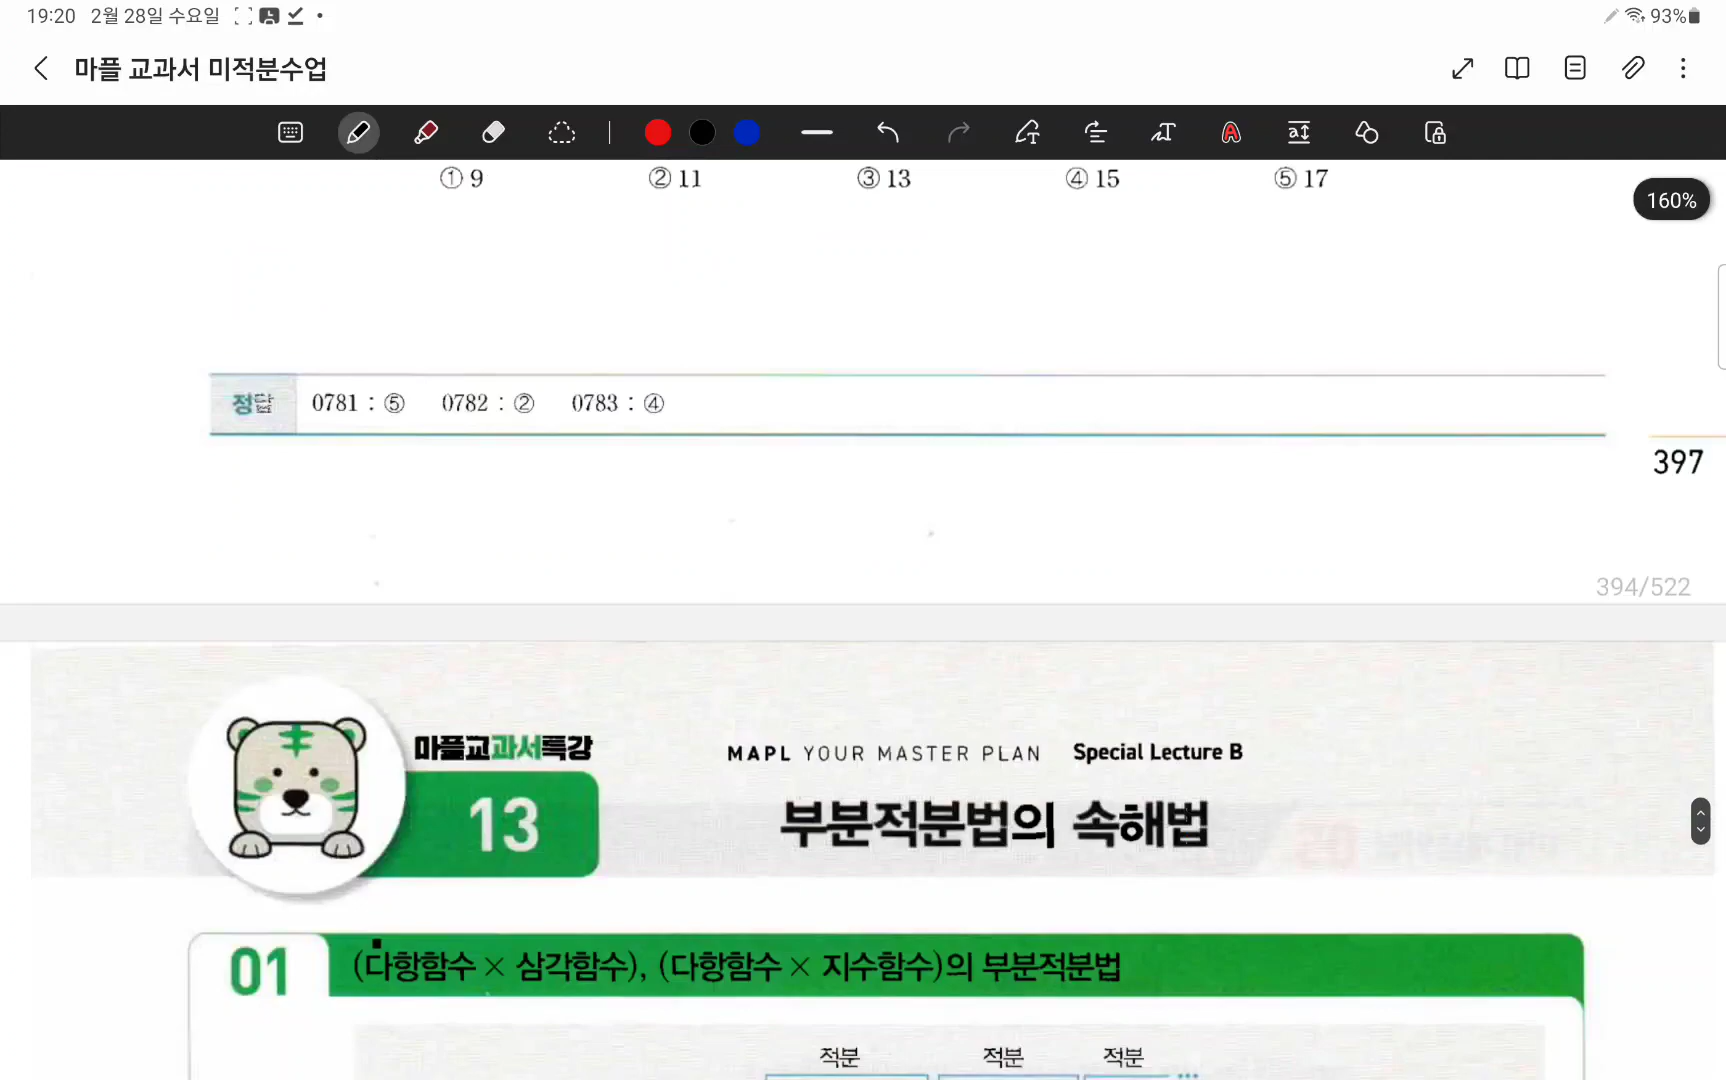 19:20 2월 28일 수요일
93%
마플 교과서 미적분수업
① 9 ② 11 ③ 13 ④ 15 ⑤ 17
160%
정답 0781 : ⑤ 0782 : ② 0783 : ④
397
394/522
마플교과서특강
MAPL YOUR MASTER PLAN Special Lecture B
13
부분적분법의 속해법
01
(다항함수 × 삼각함수), (다항함수 × 지수함수)의 부분적분법
적분 적분 적분
...